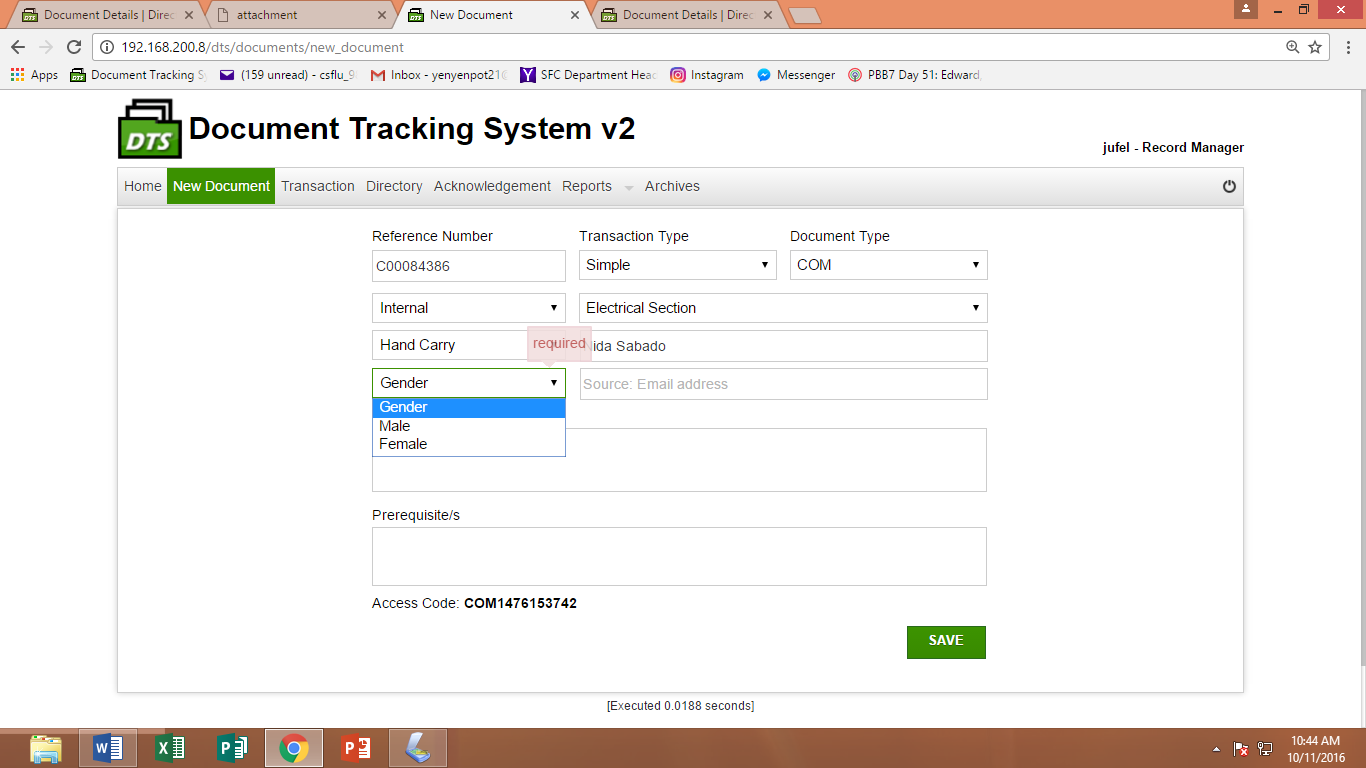 Document Details | Direc
attachment
New Document
Document Details | Direc
192.168.200.8/dts/documents/new_document
Apps
Document Tracking S
(159 unread) - csflu_9
Inbox - yenyenpot21
SFC Department Hea
Instagram
Messenger
PBB7 Day 51: Edward,
DTS
Document Tracking System v2
jufel - Record Manager
Home New Document Transaction Directory Acknowledgement Reports Archives
Reference Number Transaction Type Document Type
C00084386 Simple COM
Internal Electrical Section
required
Hand Carry Nida Sabado
Gender Source: Email address
Gender
Male
Female
Prerequisite/s
Access Code: COM1476153742
SAVE
[Executed 0.0188 seconds]
10:44 AM
10/11/2016